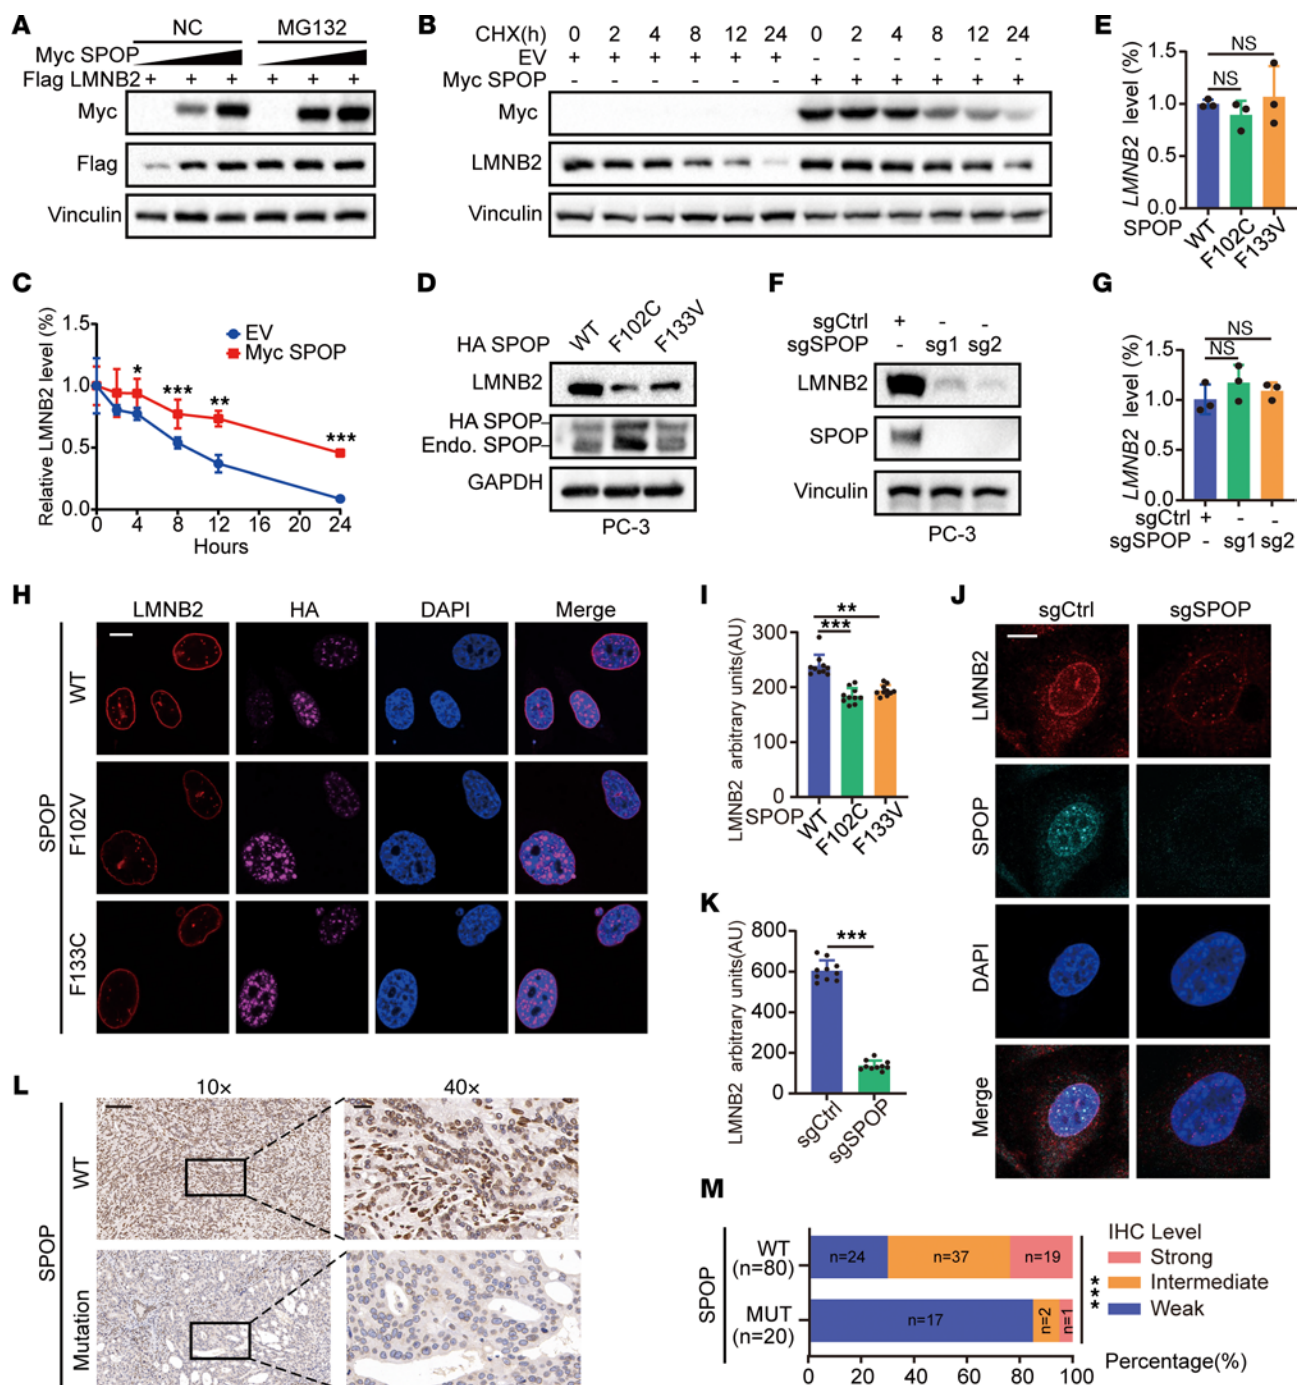 A
NC MG132
Myc SPOP
Flag LMNB2 + + + + + +
Myc
Flag
Vinculin
B
CHX(h) 0 2 4 8 12 24 0 2 4 8 12 24
EV + + + + + + - - - - - -
Myc SPOP - - - - - - + + + + + +
Myc
LMNB2
Vinculin
E
NS
NS
LMNB2 level (%)
1.5
1.0
0.5
0.0
SPOP
WT F102C F133V
C
Relative LMNB2 level (%)
1.5
1.0
0.5
0.0
EV
Myc SPOP
* *** ** ***
0 4 8 12 16 20 24
Hours
D
WT F102C F133V
HA SPOP
LMNB2
HA SPOP
Endo. SPOP
GAPDH
PC-3
F
sgCtrl + - -
sgSPOP - sg1 sg2
LMNB2
SPOP
Vinculin
PC-3
G
NS
NS
LMNB2 level (%)
1.5
1.0
0.5
0.0
sgCtrl + - -
sgSPOP - sg1 sg2
H
LMNB2 HA DAPI Merge
SPOP
WT
F102V
F133C
I
**
***
LMNB2 arbitrary units(AU)
300
200
100
0
SPOP
WT F102C F133V
J
sgCtrl sgSPOP
LMNB2
SPOP
DAPI
Merge
K
***
LMNB2 arbitrary units(AU)
800
600
400
200
0
sgCtrl sgSPOP
L
10× 40×
SPOP
WT
Mutation
M
SPOP
WT
(n=80)
n=24 n=37 n=19
MUT
(n=20)
n=17 n=2 n=1
***
0 20 40 60 80 100
Percentage(%)
IHC Level
Strong
Intermediate
Weak